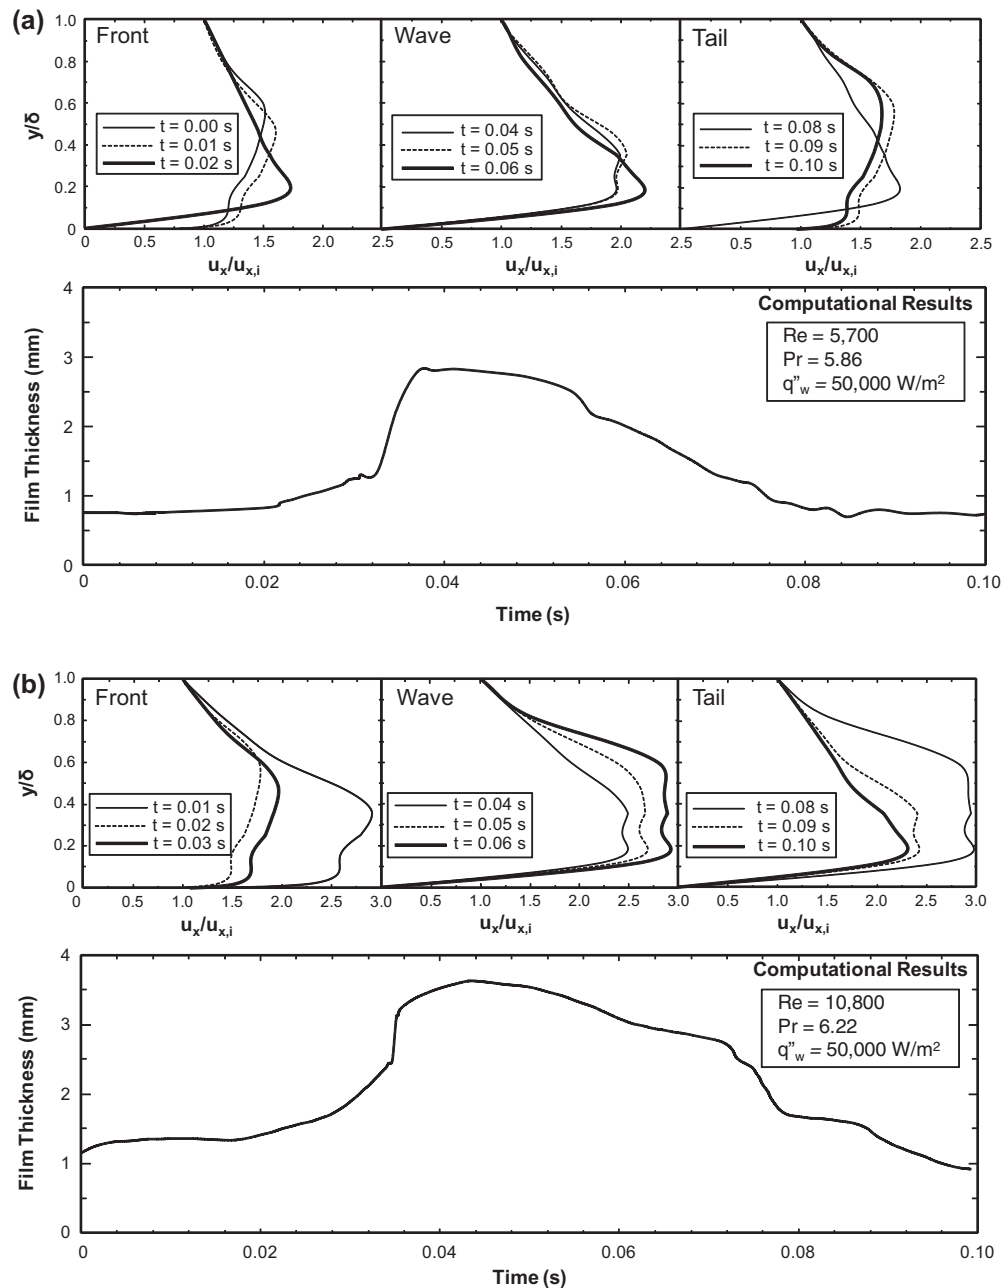 (a)
Front
Wave
Tail
1.0
0.8
0.6
0.4
0.2
0
y/δ
t = 0.00 s
t = 0.01 s
t = 0.02 s
t = 0.04 s
t = 0.05 s
t = 0.06 s
t = 0.08 s
t = 0.09 s
t = 0.10 s
0 0.5 1.0 1.5 2.0 2.5 0.5 1.0 1.5 2.0 2.5 0.5 1.0 1.5 2.0 2.5
uₓ/uₓ,ᵢ uₓ/uₓ,ᵢ uₓ/uₓ,ᵢ
4
3
2
1
0
Film Thickness (mm)
Computational Results
Re = 5,700
Pr = 5.86
q”w = 50,000 W/m²
0 0.02 0.04 0.06 0.08 0.10
Time (s)
(b)
Front
Wave
Tail
1.0
0.8
0.6
0.4
0.2
0
y/δ
t = 0.01 s
t = 0.02 s
t = 0.03 s
t = 0.04 s
t = 0.05 s
t = 0.06 s
t = 0.08 s
t = 0.09 s
t = 0.10 s
0 0.5 1.0 1.5 2.0 2.5 3.0 0.5 1.0 1.5 2.0 2.5 3.0 0.5 1.0 1.5 2.0 2.5 3.0
uₓ/uₓ,ᵢ uₓ/uₓ,ᵢ uₓ/uₓ,ᵢ
4
3
2
1
0
Film Thickness (mm)
Computational Results
Re = 10,800
Pr = 6.22
q”w = 50,000 W/m²
0 0.02 0.04 0.06 0.08 0.10
Time (s)